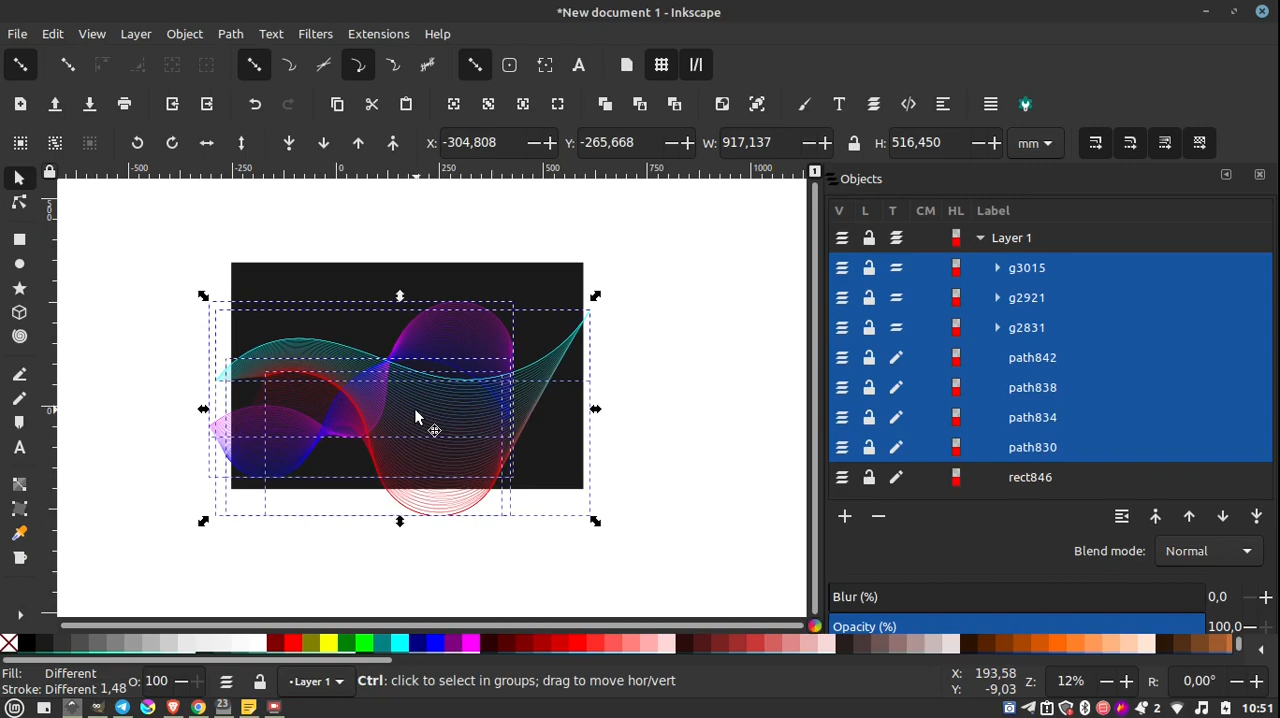 *New document 1 - Inkscape
File Edit View Layer Object Path Text Filters Extensions Help
X: -304,808 Y: -265,668 W: 917,137 H: 516,450 mm
-500 -250 0 250 500 750 1000
1
Objects
V L T CM HL Label
Layer 1
g3015
g2921
g2831
path842
path838
path834
path830
rect846
Blend mode: Normal
Blur (%) 0,0
Opacity (%) 100,0
Fill: Different
Stroke: Different 1,48
O: 100
Layer 1
Ctrl: click to select in groups; drag to move hor/vert
X: 193,58
Y: -9,03
Z: 12%
R: 0,00°
23
2
10:51